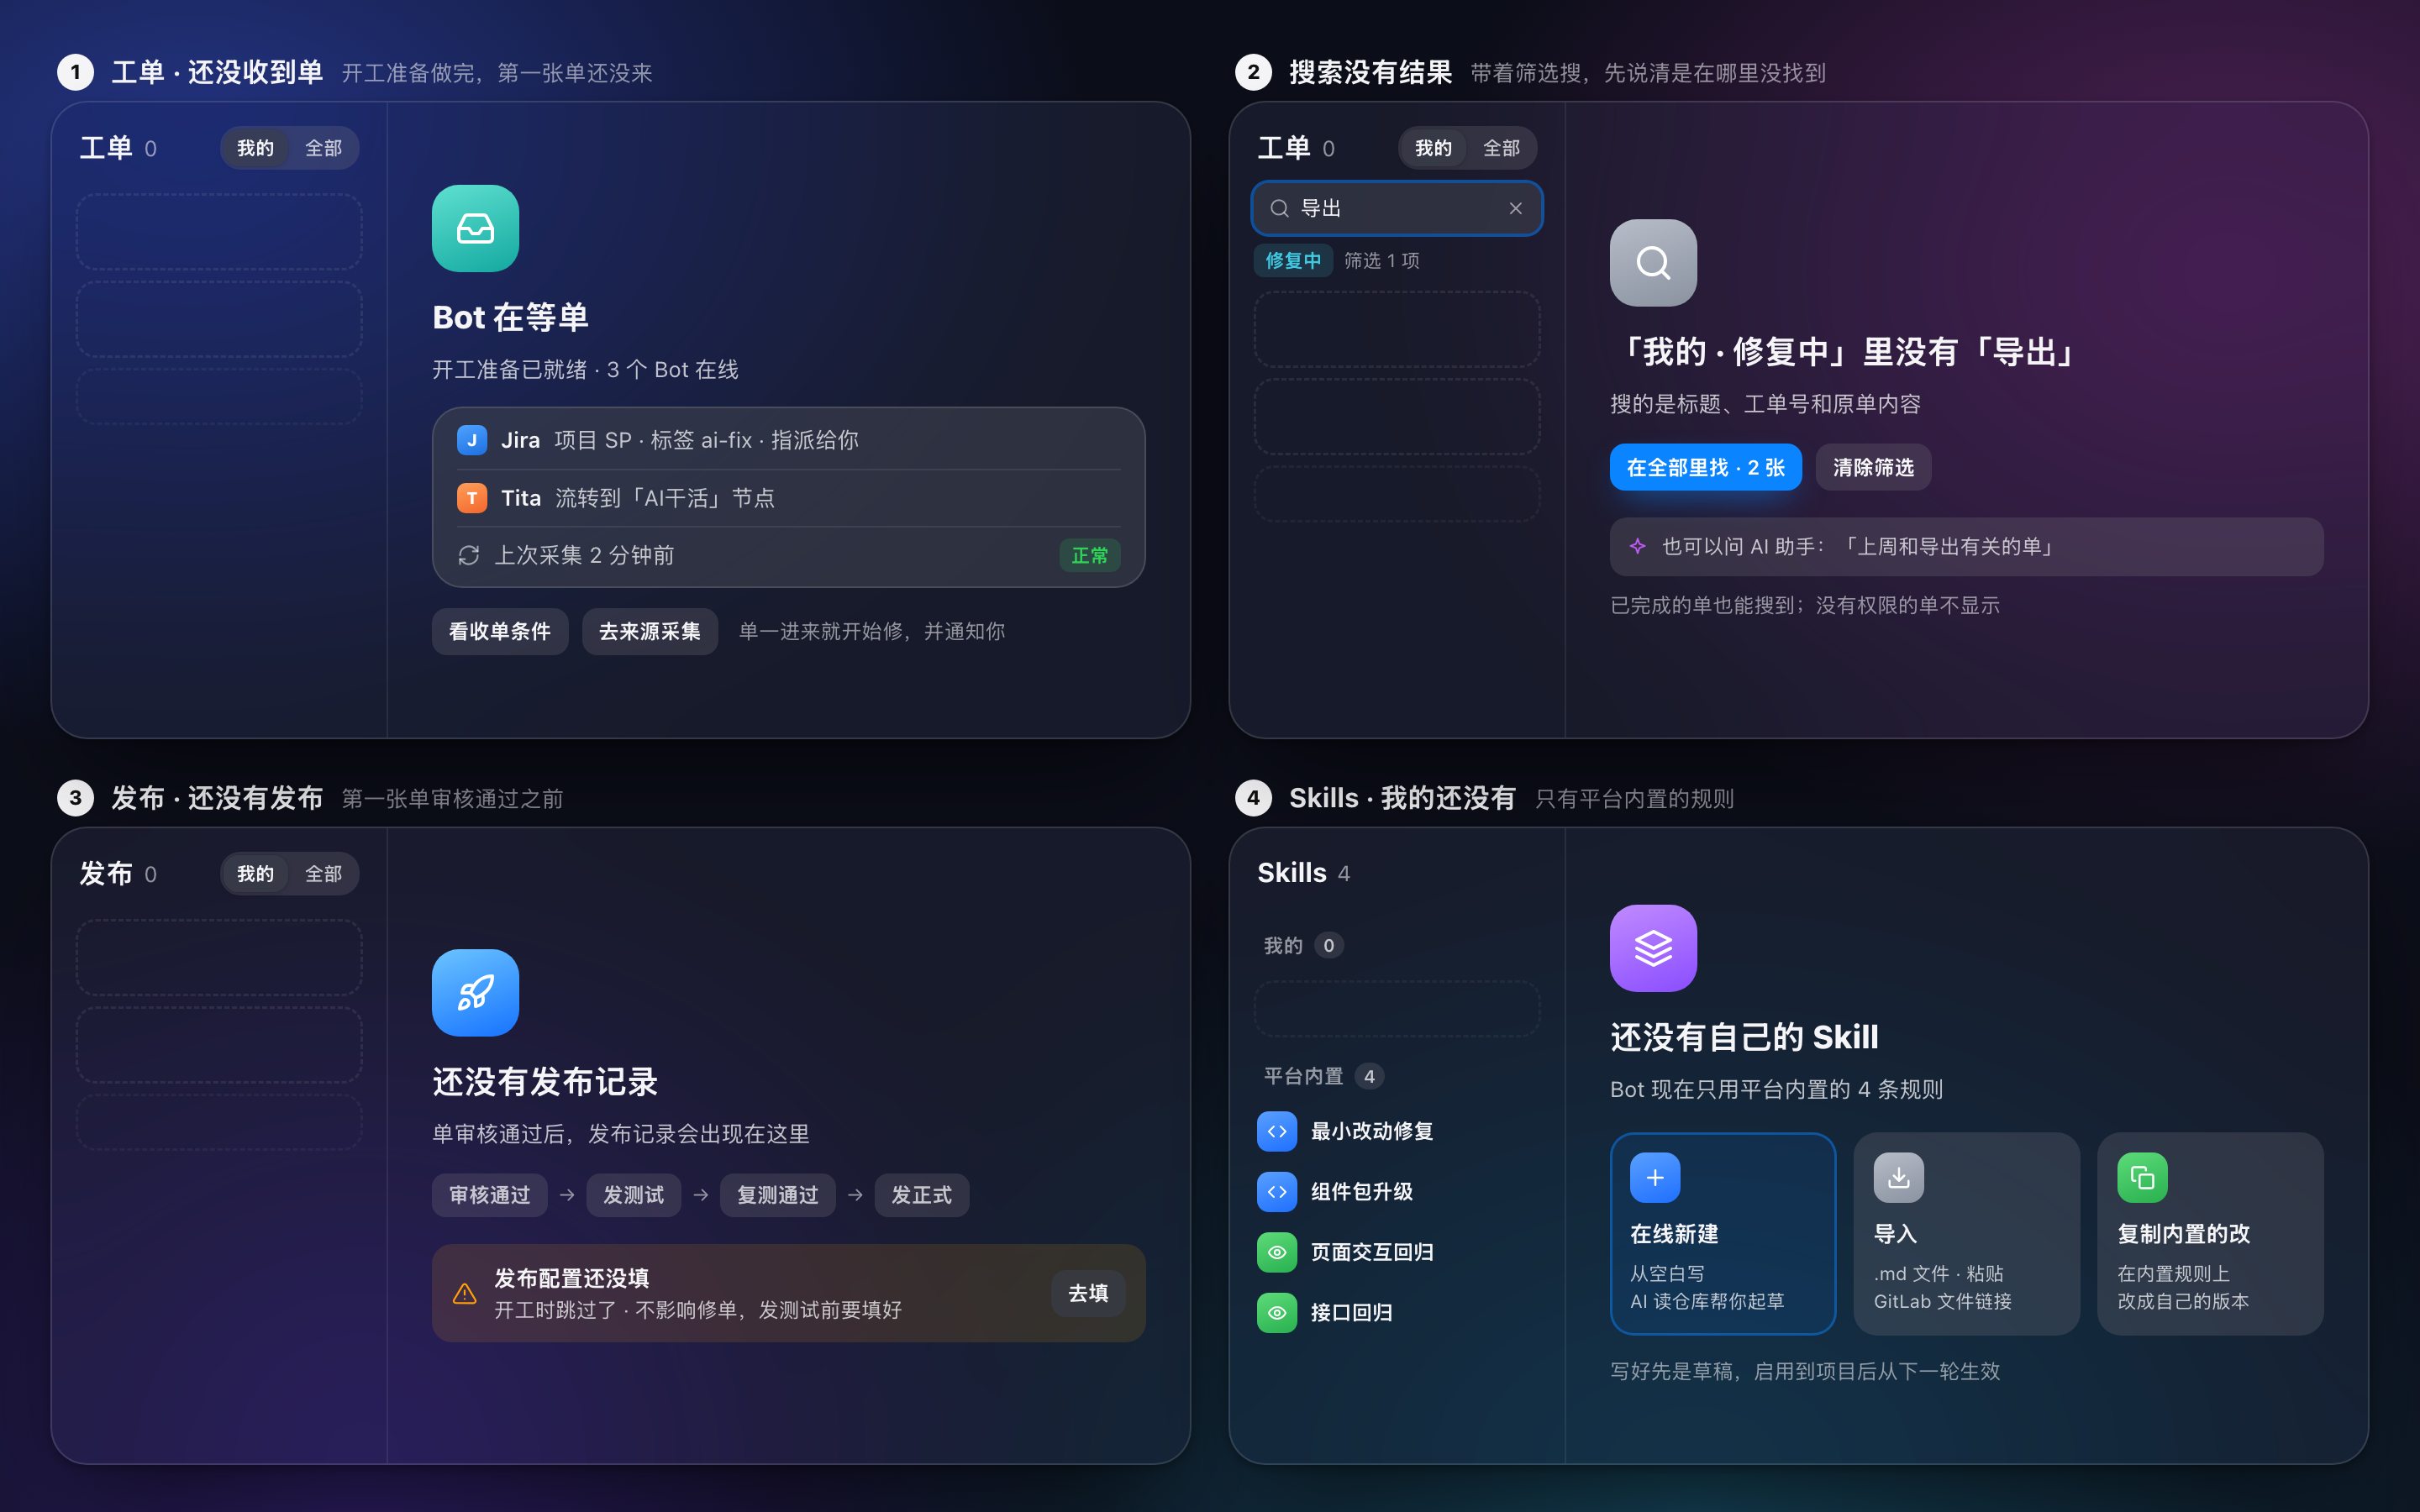 1 工单 · 还没收到单 开工准备做完，第一张单还没来
工单 0 我的 全部
Bot 在等单
开工准备已就绪 · 3 个 Bot 在线
J Jira 项目 SP · 标签 ai-fix · 指派给你
T Tita 流转到「AI干活」节点
上次采集 2 分钟前 正常
看收单条件 去来源采集 单一进来就开始修，并通知你
2 搜索没有结果 带着筛选搜，先说清是在哪里没找到
工单 0 我的 全部
导出
修复中 筛选 1 项
「我的 · 修复中」里没有「导出」
搜的是标题、工单号和原单内容
在全部里找 · 2 张 清除筛选
也可以问 AI 助手：「上周和导出有关的单」
已完成的单也能搜到；没有权限的单不显示
3 发布 · 还没有发布 第一张单审核通过之前
发布 0 我的 全部
还没有发布记录
单审核通过后，发布记录会出现在这里
审核通过 → 发测试 → 复测通过 → 发正式
发布配置还没填
开工时跳过了 · 不影响修单，发测试前要填好
去填
4 Skills · 我的还没有 只有平台内置的规则
Skills 4
我的 0
平台内置 4
最小改动修复
组件包升级
页面交互回归
接口回归
还没有自己的 Skill
Bot 现在只用平台内置的 4 条规则
在线新建
从空白写
AI 读仓库帮你起草
导入
.md 文件 · 粘贴
GitLab 文件链接
复制内置的改
在内置规则上
改成自己的版本
写好先是草稿，启用到项目后从下一轮生效